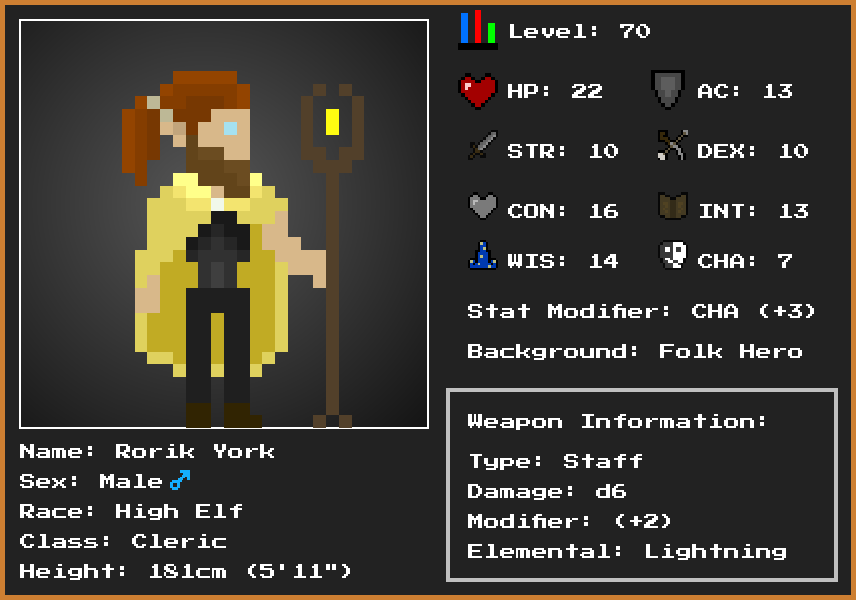 Level: 70
HP: 22 AC: 13
STR: 10 DEX: 10
CON: 16 INT: 13
WIS: 14 CHA: 7
Stat Modifier: CHA (+3)
Background: Folk Hero
Weapon Information:
Type: Staff
Damage: d6
Modifier: (+2)
Elemental: Lightning
Name: Rorik York
Sex: Male ♂
Race: High Elf
Class: Cleric
Height: 181cm (5'11")